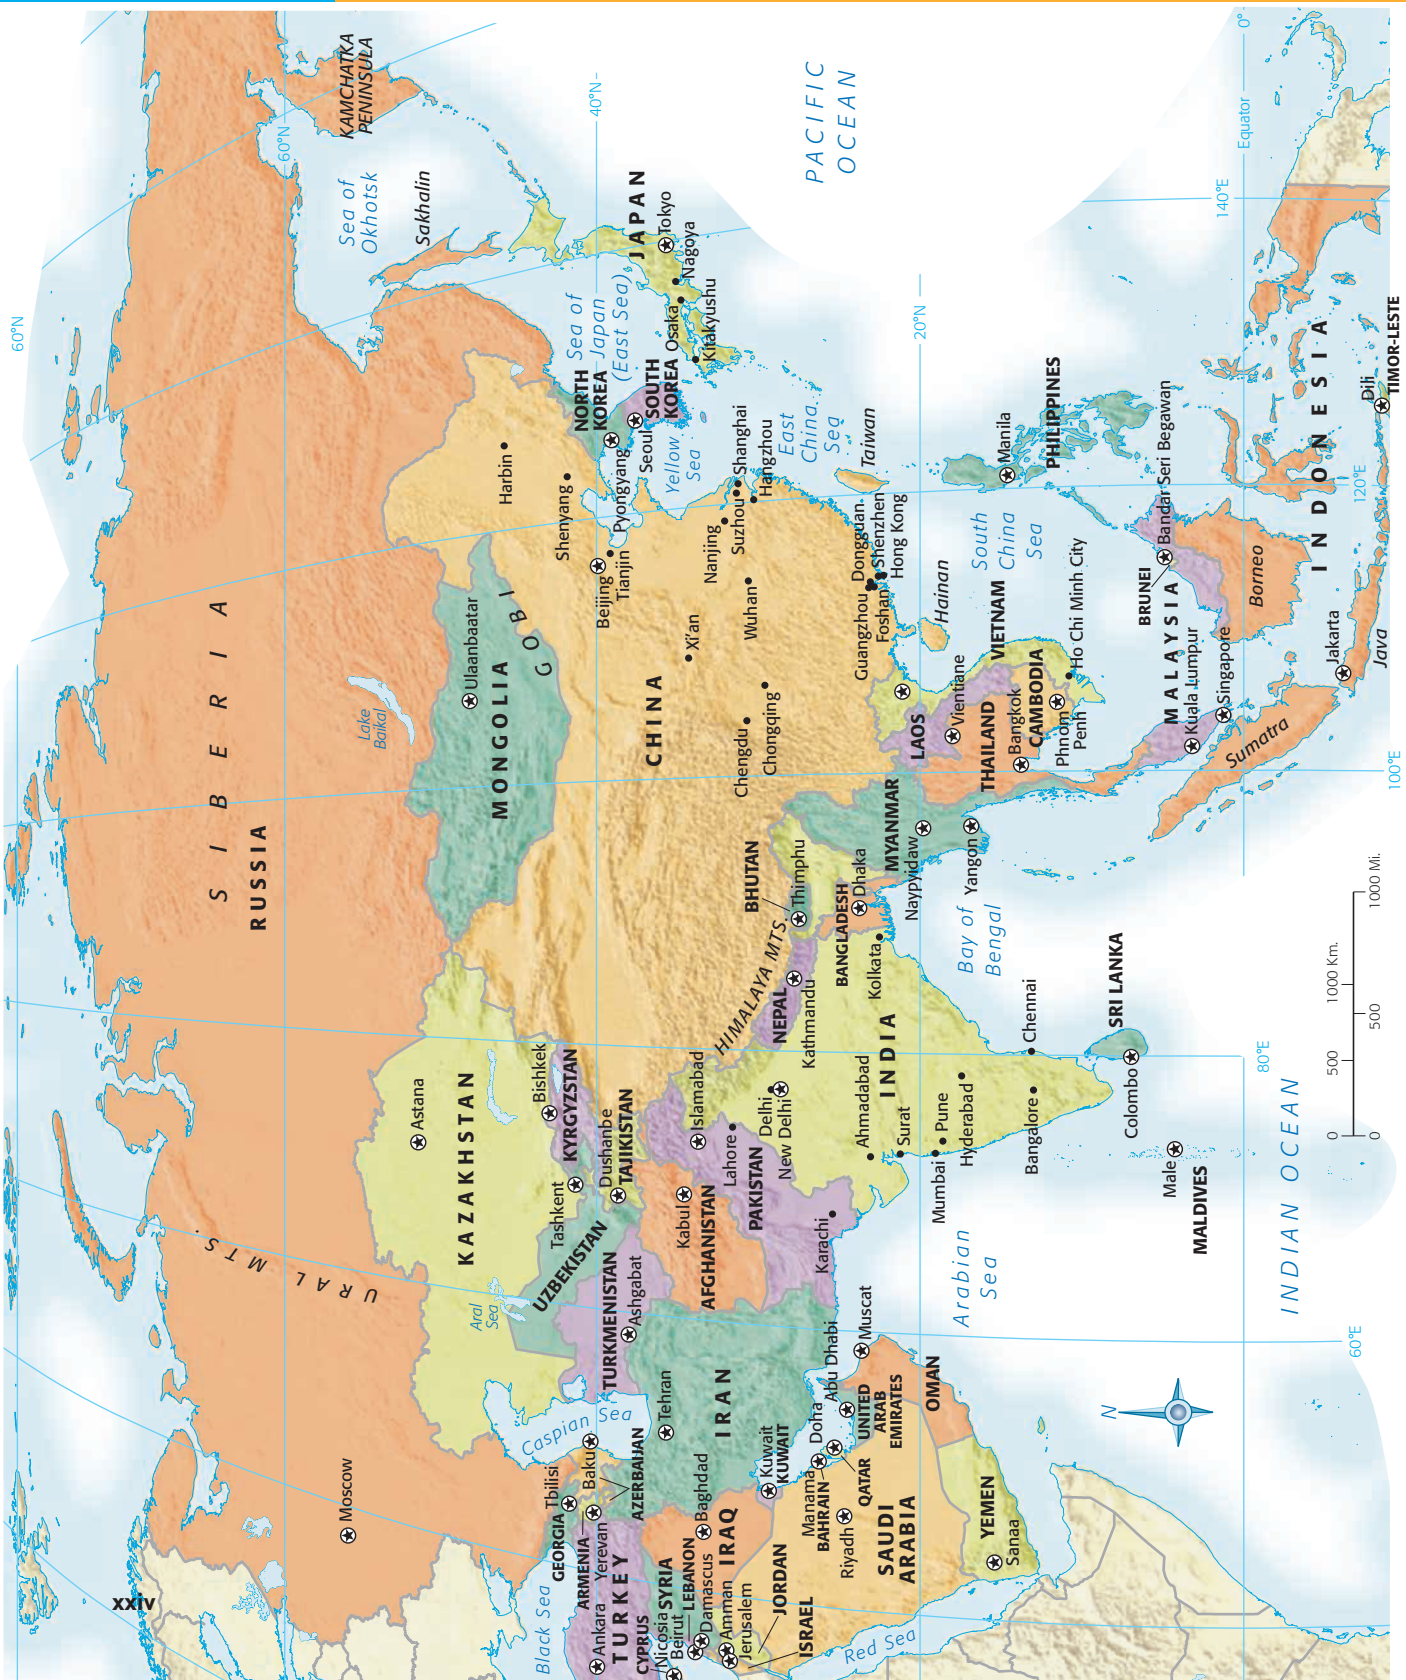 xxiv
60°N
60°N
40°N
20°N
0°
Equator
140°E
120°E
100°E
80°E
60°E
KAMCHATKA
PENINSULA
Sea of
Okhotsk
Sakhalin
PACIFIC
OCEAN
SIBERIA
RUSSIA
URAL MTS.
Moscow
Lake
Baikal
JAPAN
Tokyo
Nagoya
Osaka
Kitakyushu
Sea of
Japan
(East Sea)
NORTH
KOREA
Pyongyang
SOUTH
KOREA
Seoul
Yellow
Sea
East
China
Sea
Taiwan
MONGOLIA
Ulaanbaatar
GOBI
CHINA
Harbin
Shenyang
Beijing
Tianjin
Xi'an
Nanjing
Suzhou
Shanghai
Hangzhou
Wuhan
Chengdu
Chongqing
Guangzhou
Foshan
Dongguan
Shenzhen
Hong Kong
Hainan
South
China
Sea
PHILIPPINES
Manila
VIETNAM
Ho Chi Minh City
LAOS
Vientiane
THAILAND
Bangkok
CAMBODIA
Phnom
Penh
MYANMAR
Naypyidaw
Yangon
BRUNEI
Bandar Seri Begawan
MALAYSIA
Kuala Lumpur
Singapore
Borneo
Sumatra
INDONESIA
Jakarta
Java
Dili
TIMOR-LESTE
KAZAKHSTAN
Astana
Aral
Sea
Bishkek
KYRGYZSTAN
Tashkent
UZBEKISTAN
Dushanbe
TAJIKISTAN
TURKMENISTAN
Ashgabat
AFGHANISTAN
Kabul
PAKISTAN
Islamabad
Lahore
Karachi
HIMALAYA MTS.
NEPAL
Kathmandu
BHUTAN
Thimphu
BANGLADESH
Dhaka
INDIA
Delhi
New Delhi
Kolkata
Ahmadabad
Surat
Mumbai
Pune
Hyderabad
Bangalore
Chennai
Bay of
Bengal
SRI LANKA
Colombo
Male
MALDIVES
Arabian
Sea
INDIAN OCEAN
Caspian Sea
Black Sea
GEORGIA
Tbilisi
ARMENIA
Yerevan
Baku
AZERBAIJAN
TURKEY
Ankara
CYPRUS
Nicosia
SYRIA
Damascus
LEBANON
Beirut
Amman
JORDAN
Jerusalem
ISRAEL
IRAQ
Baghdad
IRAN
Tehran
Kuwait
KUWAIT
SAUDI
ARABIA
Riyadh
Manama
BAHRAIN
Doha
QATAR
Abu Dhabi
UNITED
ARAB
EMIRATES
OMAN
Muscat
YEMEN
Sanaa
Red Sea
N
0 500 1000 Km.
0 500 1000 Mi.